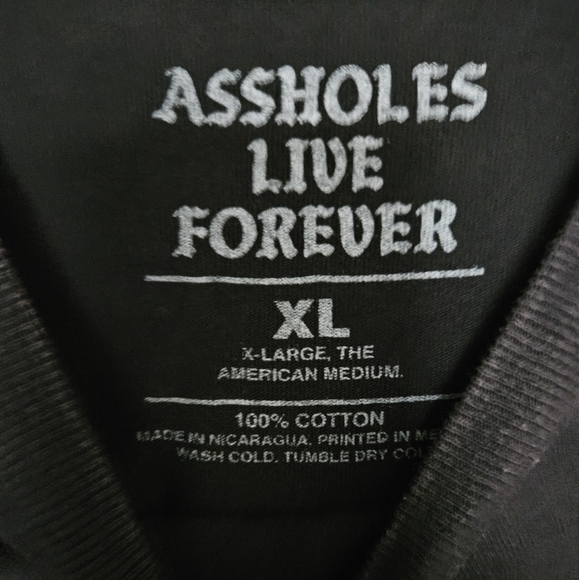 ASSHOLES
LIVE
FOREVER
XL
X-LARGE, THE
AMERICAN MEDIUM.
100% COTTON
MADE IN NICARAGUA. PRINTED IN
WASH COLD. TUMBLE DRY